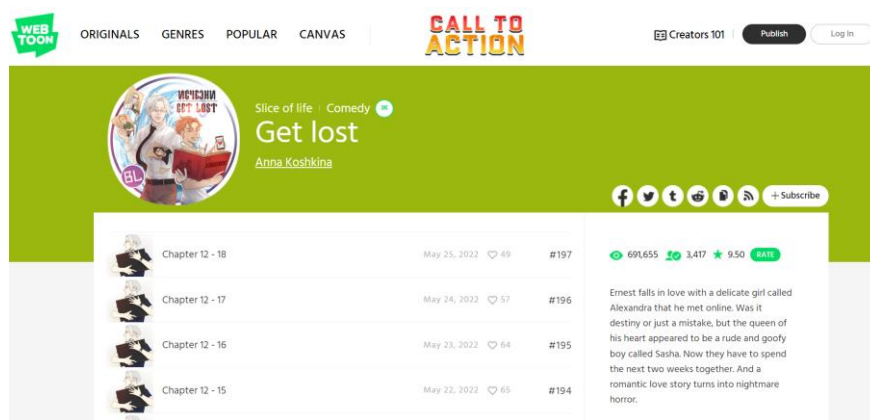 WEB
TOON
ORIGINALS GENRES POPULAR CANVAS
CALL TO
ACTION
Creators 101 Publish Log In
ИСЧЕЗНИ
GET LOST
BL
Slice of life Comedy
Get lost
Anna Koshkina
+ Subscribe
Chapter 12 - 18 May 25, 2022 49 #197
Chapter 12 - 17 May 24, 2022 57 #196
Chapter 12 - 16 May 23, 2022 64 #195
Chapter 12 - 15 May 22, 2022 65 #194
691,655 3,417 9.50 RATE
Ernest falls in love with a delicate girl called
Alexandra that he met online. Was it
destiny or just a mistake, but the queen of
his heart appeared to be a rude and goofy
boy called Sasha. Now they have to spend
the next two weeks together. And a
romantic love story turns into nightmare
horror.